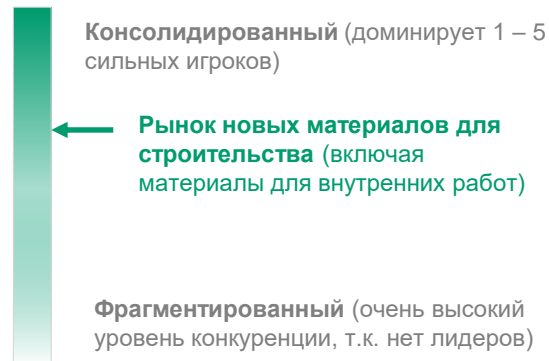 Консолидированный (доминирует 1 – 5
сильных игроков)
Рынок новых материалов для
строительства (включая
материалы для внутренних работ)
Фрагментированный (очень высокий
уровень конкуренции, т.к. нет лидеров)